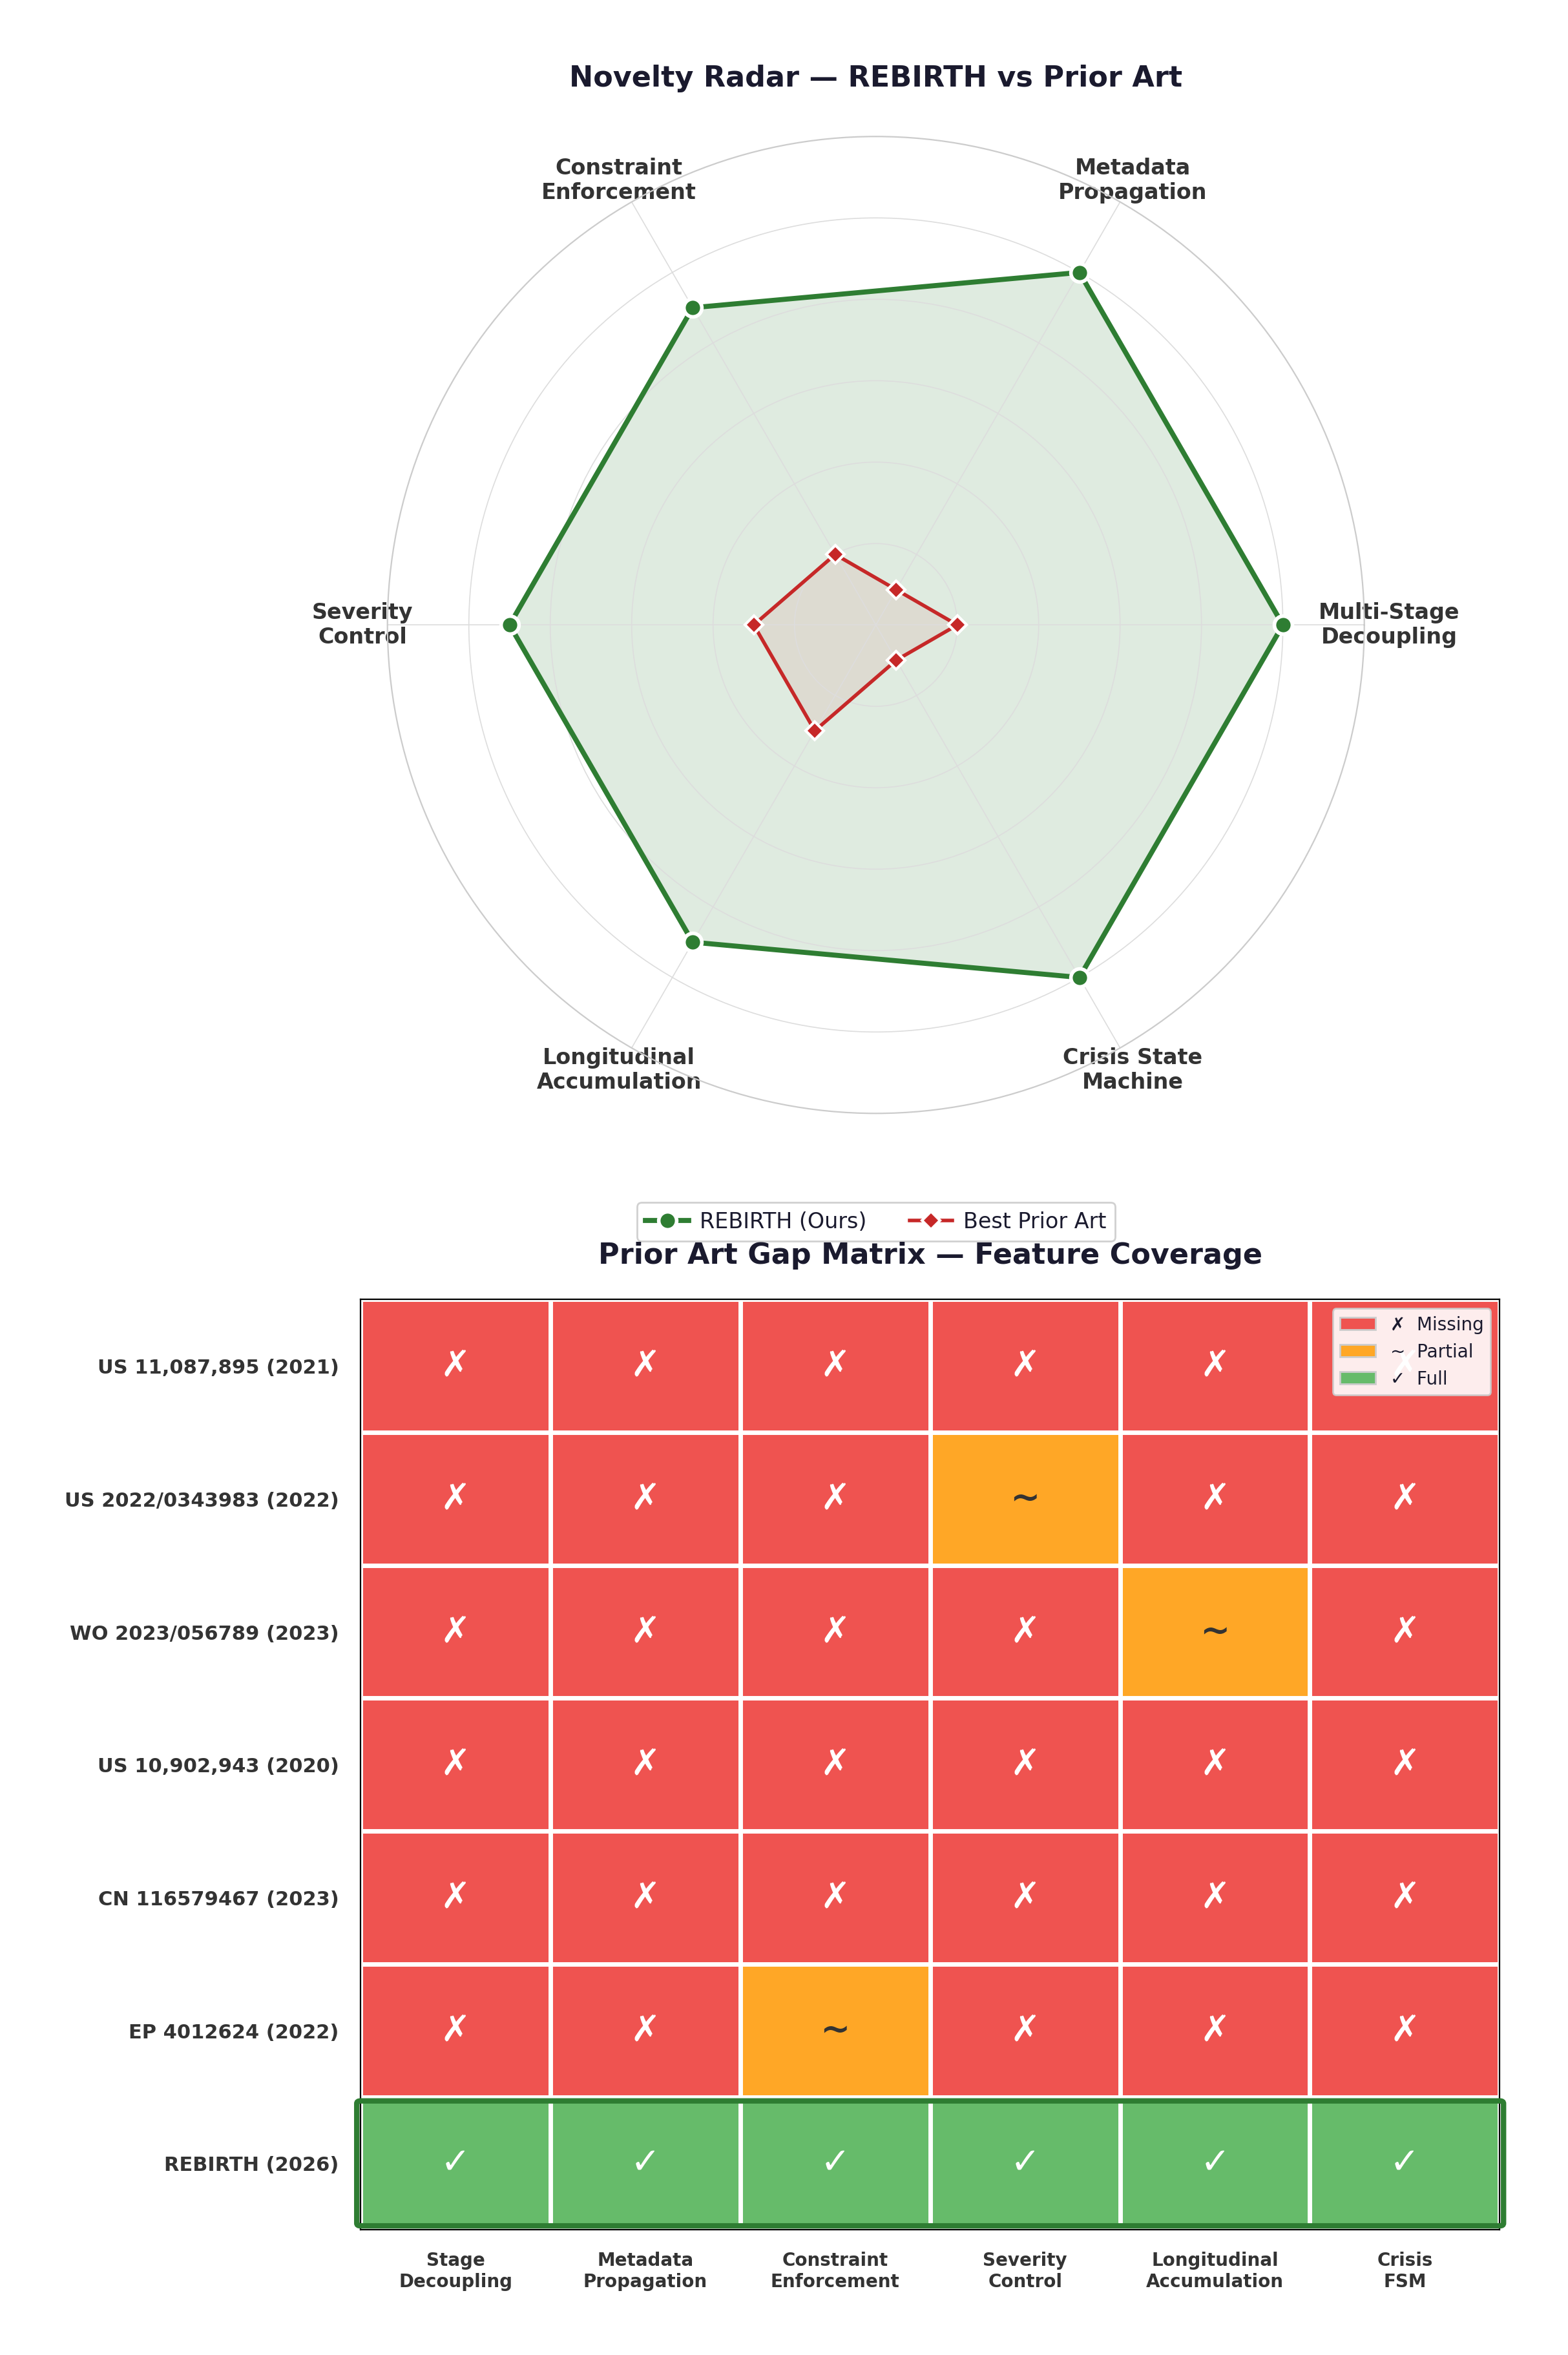 Novelty Radar — REBIRTH vs Prior Art
Constraint
Enforcement
Metadata
Propagation
Severity
Control
Multi-Stage
Decoupling
Longitudinal
Accumulation
Crisis State
Machine
REBIRTH (Ours)
Best Prior Art
Prior Art Gap Matrix — Feature Coverage
✗ Missing
~ Partial
✓ Full
US 11,087,895 (2021) ✗ ✗ ✗ ✗ ✗ ✗
US 2022/0343983 (2022) ✗ ✗ ✗ ~ ✗ ✗
WO 2023/056789 (2023) ✗ ✗ ✗ ✗ ~ ✗
US 10,902,943 (2020) ✗ ✗ ✗ ✗ ✗ ✗
CN 116579467 (2023) ✗ ✗ ✗ ✗ ✗ ✗
EP 4012624 (2022) ✗ ✗ ~ ✗ ✗ ✗
REBIRTH (2026) ✓ ✓ ✓ ✓ ✓ ✓
Stage
Decoupling
Metadata
Propagation
Constraint
Enforcement
Severity
Control
Longitudinal
Accumulation
Crisis
FSM